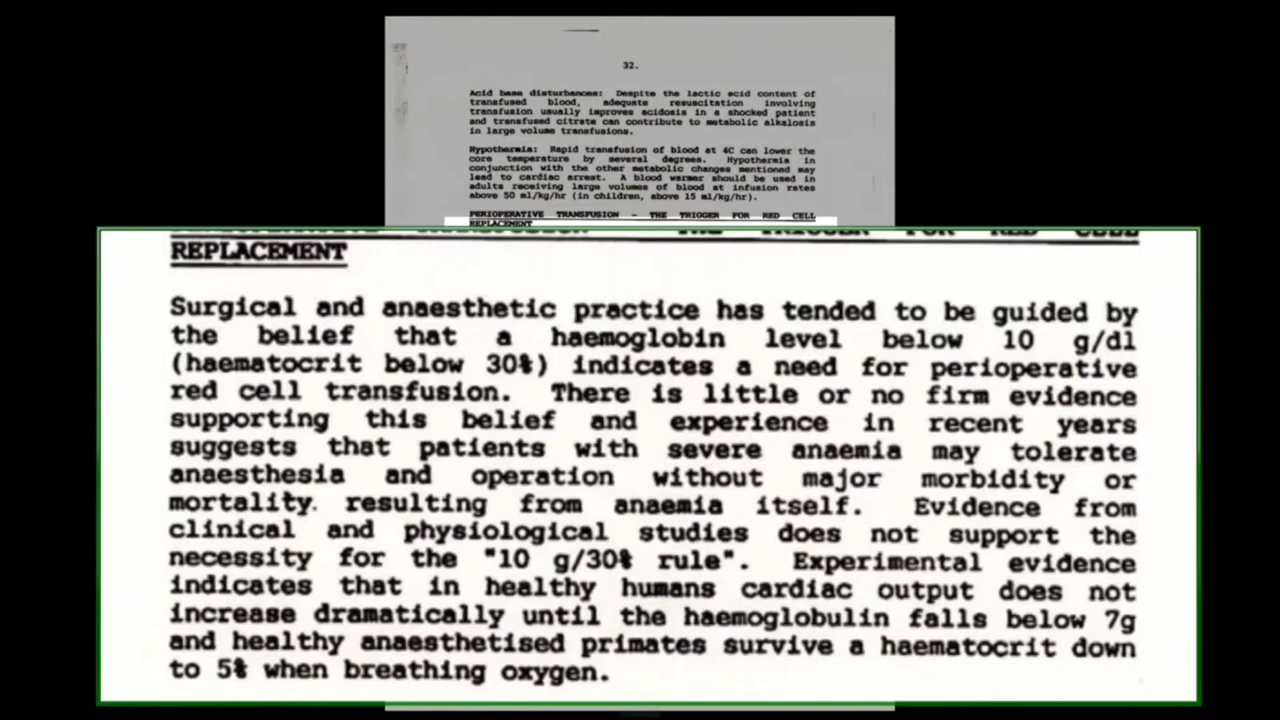 32.
Acid base disturbances: Despite the lactic acid content of
transfused blood, adequate resuscitation involving
transfusion usually improves acidosis in a shocked patient
and transfused citrate can contribute to metabolic alkalosis
in large volume transfusions.
Hypothermia: Rapid transfusion of blood at 4C can lower the
core temperature by several degrees. Hypothermia in
conjunction with the other metabolic changes mentioned may
lead to cardiac arrest. A blood warmer should be used in
adults receiving large volumes of blood at infusion rates
above 50 ml/kg/hr (in children, above 15 ml/kg/hr).
PERIOPERATIVE TRANSFUSION - THE TRIGGER FOR RED CELL
REPLACEMENT
PERIOPERATIVE TRANSFUSION - THE TRIGGER FOR RED CELL
REPLACEMENT
Surgical and anaesthetic practice has tended to be guided by
the belief that a haemoglobin level below 10 g/dl
(haematocrit below 30%) indicates a need for perioperative
red cell transfusion. There is little or no firm evidence
supporting this belief and experience in recent years
suggests that patients with severe anaemia may tolerate
anaesthesia and operation without major morbidity or
mortality. resulting from anaemia itself. Evidence from
clinical and physiological studies does not support the
necessity for the "10 g/30% rule". Experimental evidence
indicates that in healthy humans cardiac output does not
increase dramatically until the haemoglobulin falls below 7g
and healthy anaesthetised primates survive a haematocrit down
to 5% when breathing oxygen.